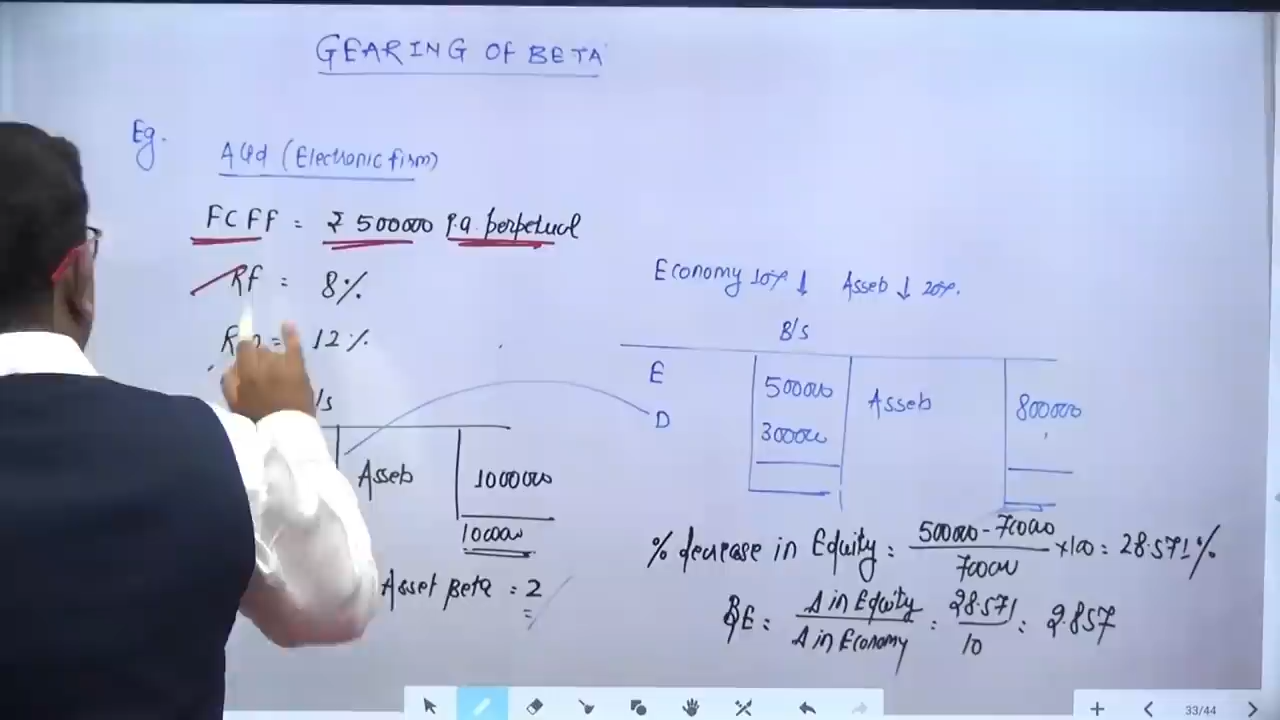 GEARING OF BETA
Eg.
A Ltd (Electronic firm)
FCFF = ₹ 500000 p.a. perpetual
Rf = 8%
= 12%
Economy 10% ↓ Assets ↓ 20%.
B/S
E 500000 Assets 800000
D 300000
/s
Assets 1000000
1000000
Asset Beta = 2
% decrease in Equity = 500000 - 700000 / 700000 × 100 = 28.571%
βE = Δ in Equity / Δ in Economy = 28.571 / 10 = 2.857
33/44